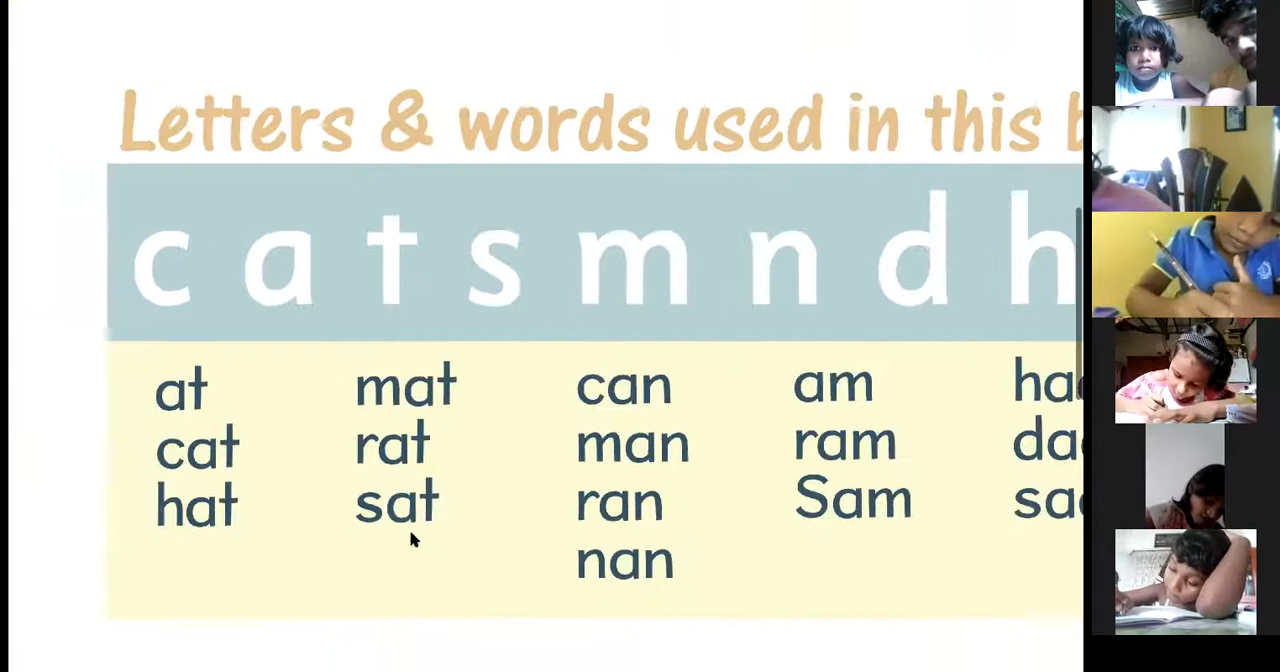 Letters & words used in this
c a t s m n d h
at mat can am
cat rat man ram
hat sat ran Sam
nan